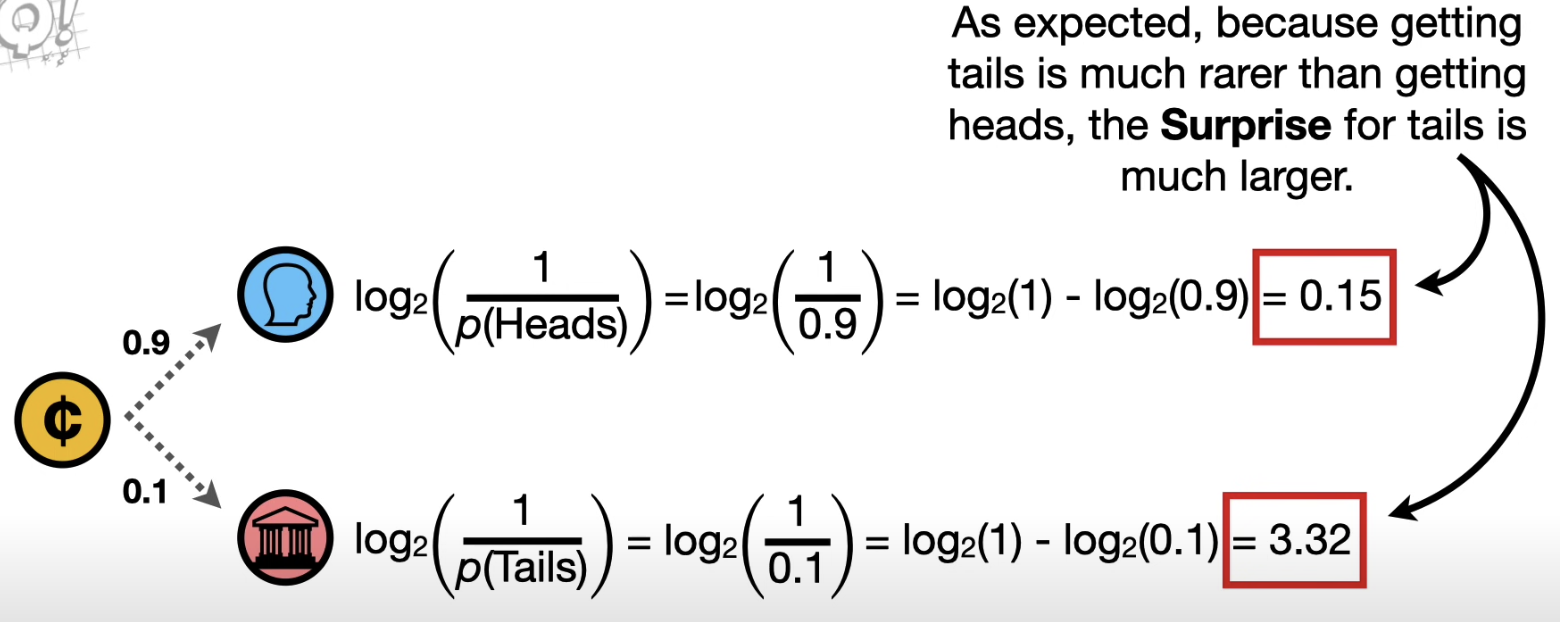 Q!
As expected, because getting
tails is much rarer than getting
heads, the Surprise for tails is
much larger.
log₂(1/p(Heads)) =log₂(1/0.9) = log₂(1) - log₂(0.9) = 0.15
0.9
¢
0.1
log₂(1/p(Tails)) = log₂(1/0.1) = log₂(1) - log₂(0.1) = 3.32